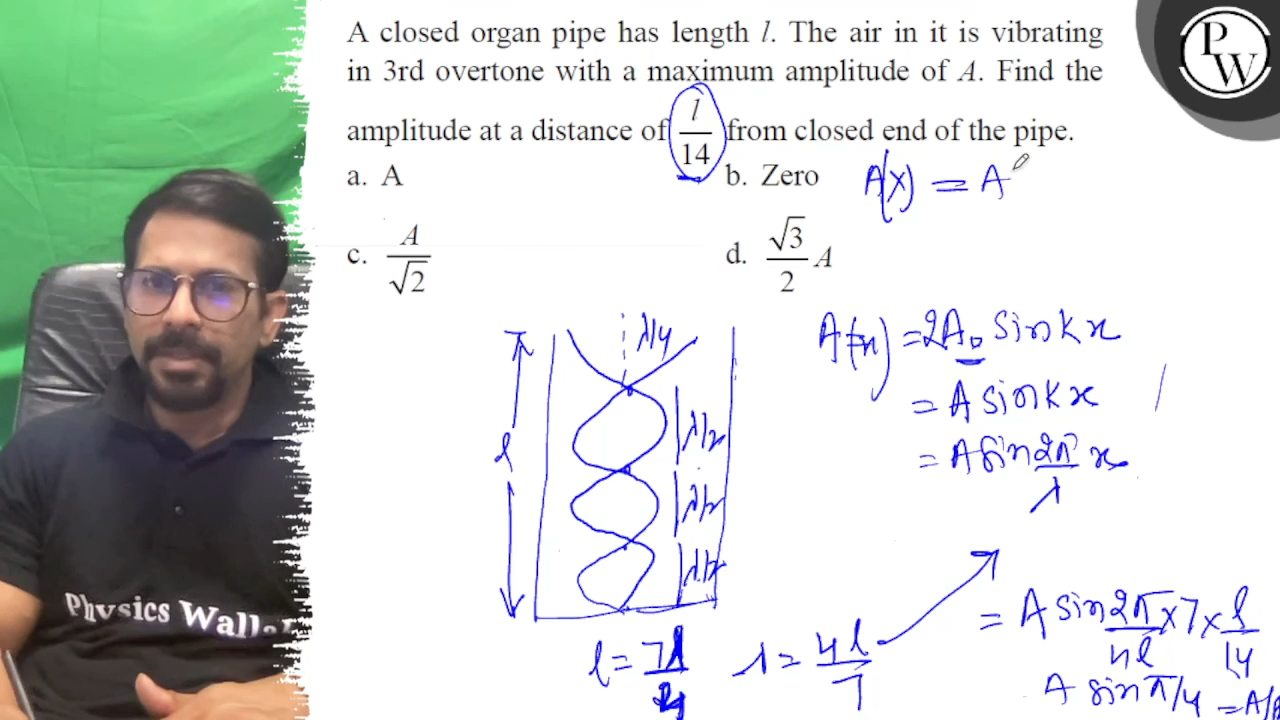 A closed organ pipe has length l. The air in it is vibrating
in 3rd overtone with a maximum amplitude of A. Find the
amplitude at a distance of l/14 from closed end of the pipe.
a. A
b. Zero
c. A/√2
d. √3/2 A
PW
A(x) = A
λ/4
A(x) = 2A₀ sin kx
= A sin kx
= A sin 2π/λ x
l
λ/2
λ/2
λ/2
= A sin 2π/4l × 7 × l/14
l = 7λ/4
λ = 4l/7
A sin π/4 = A/
Physics Walla